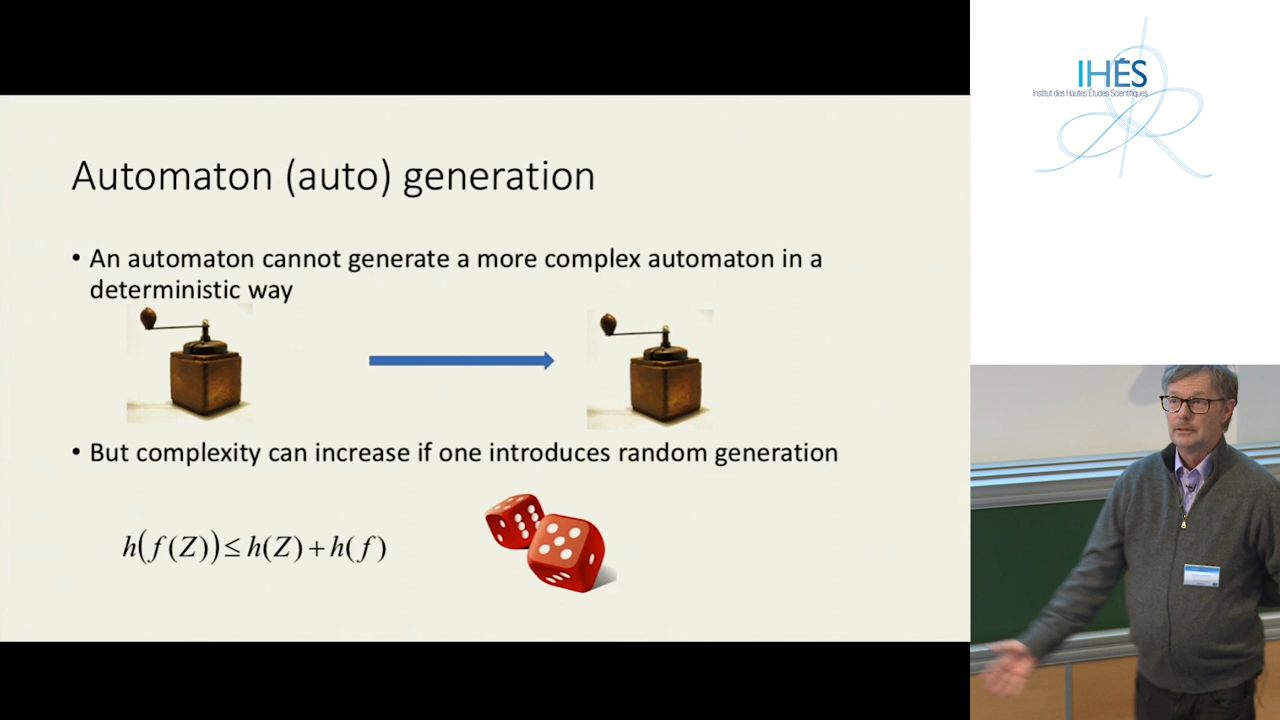 Automaton (auto) generation
• An automaton cannot generate a more complex automaton in a
deterministic way
• But complexity can increase if one introduces random generation
h(f(Z)) ≤ h(Z) + h(f)
IHÉS
Institut des Hautes Études Scientifiques